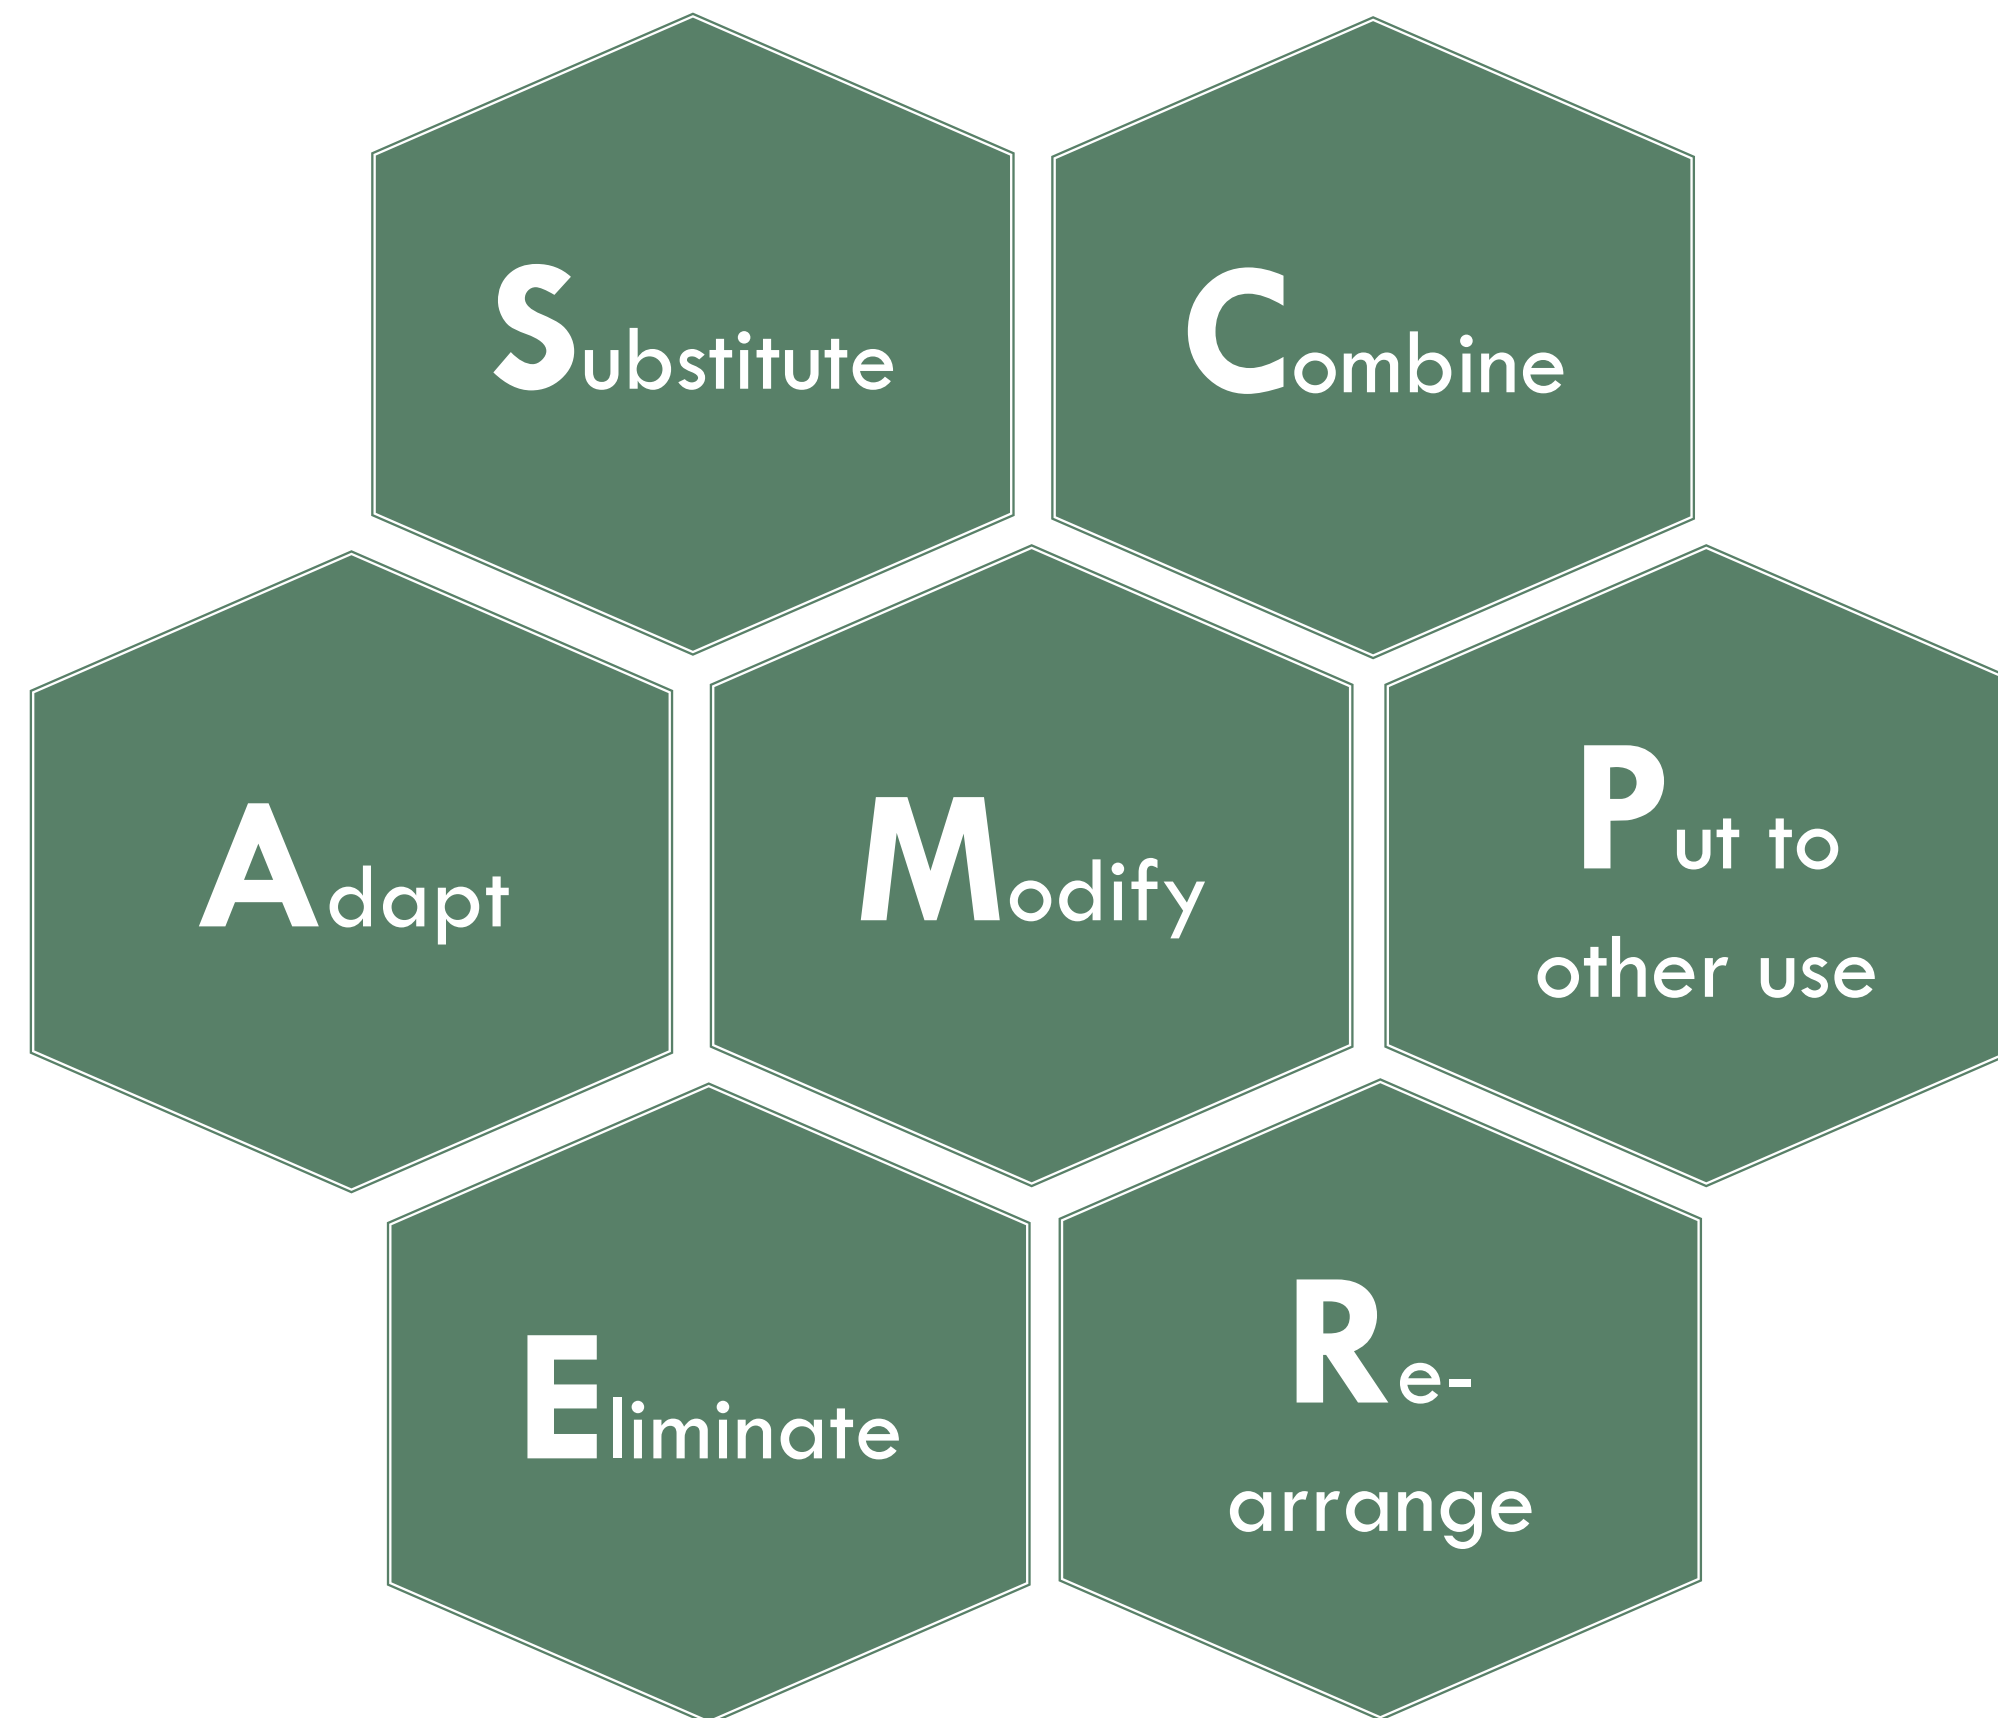 Substitute
Combine
Adapt
Modify
Put to
other use
Eliminate
Re-
arrange